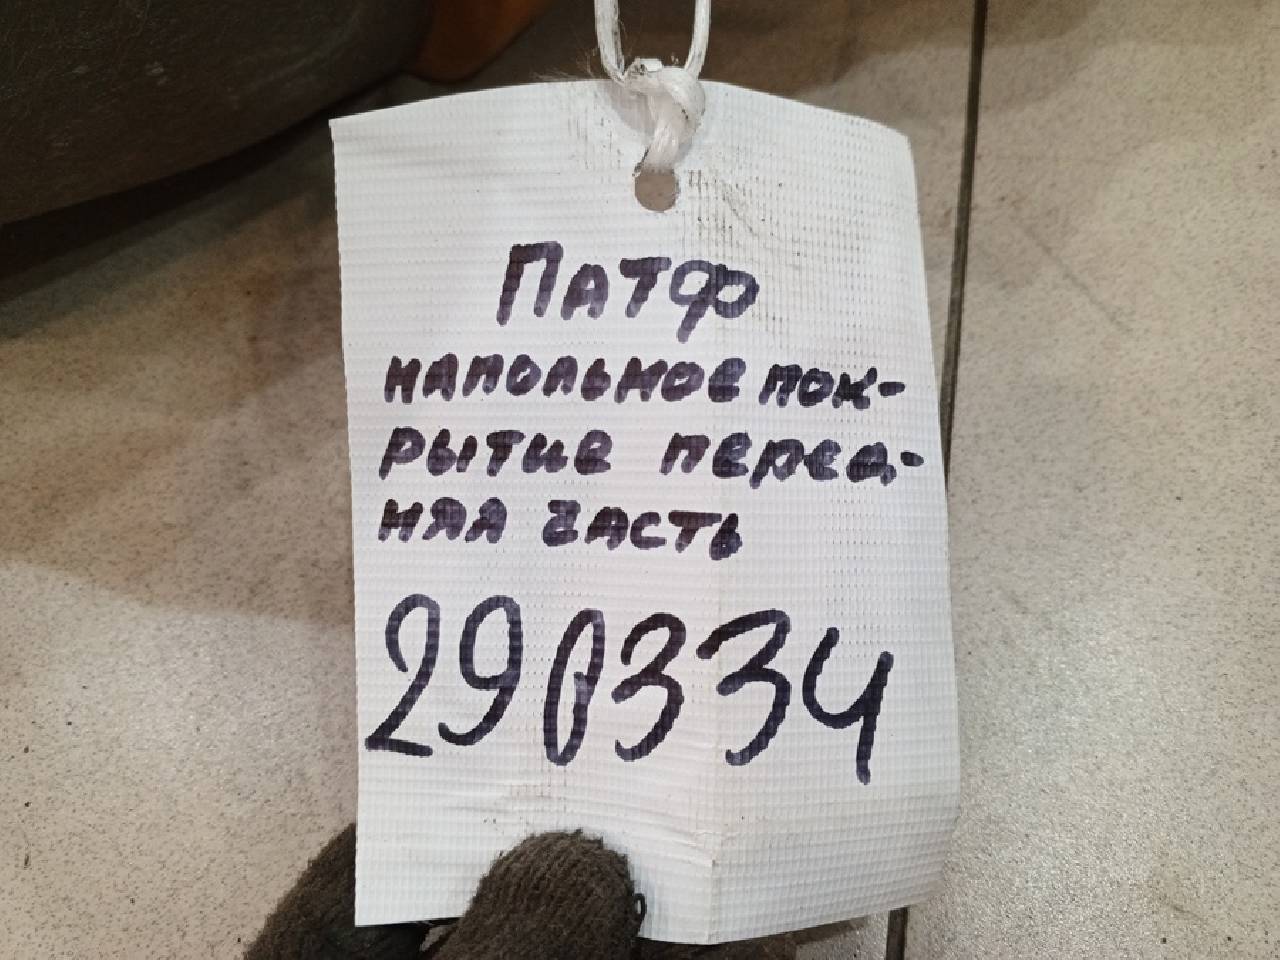 Патф
напольное пок-
рытие перед-
няя часть
290334